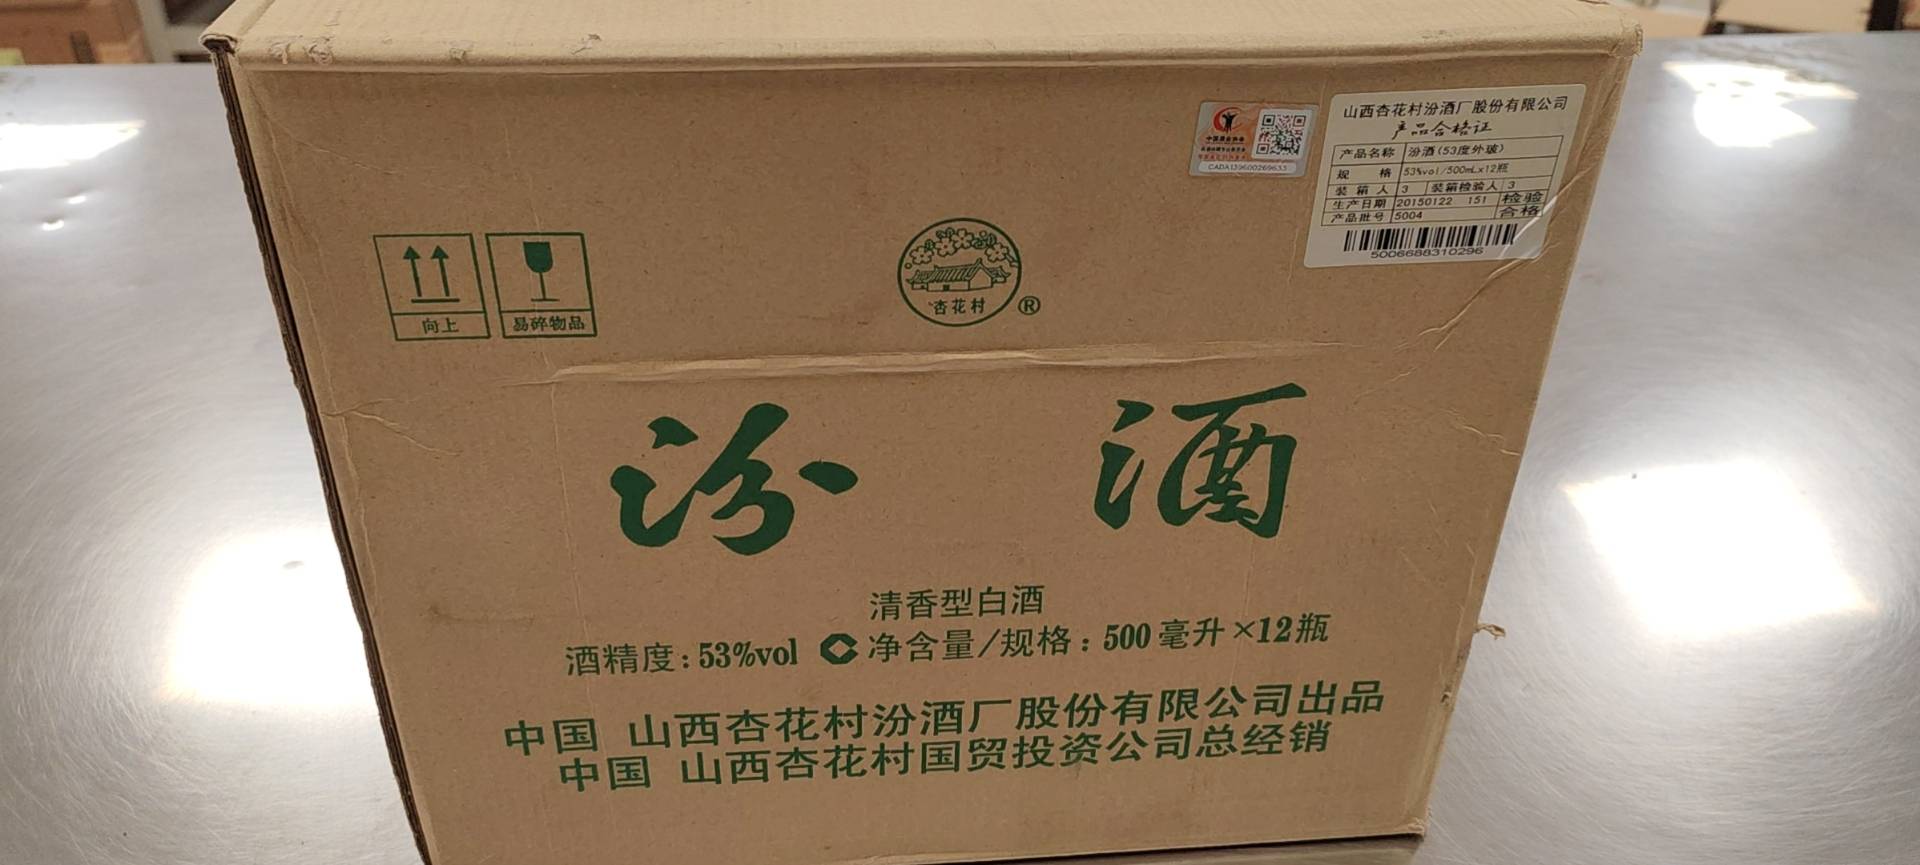 山西杏花村汾酒厂股份有限公司
产品合格证
产品名称 汾酒(53度外玻)
规 格 53%vol/500mL×12瓶
装箱人 3 装箱检验人 3
生产日期 20150122 151 检验
产品批号 5004 合格
5006688310296
CADA139600269633
向上
易碎物品
杏花村®
汾 酒
清香型白酒
酒精度:53%vol 净含量/规格:500毫升×12瓶
中国 山西杏花村汾酒厂股份有限公司出品
中国 山西杏花村国贸投资公司总经销